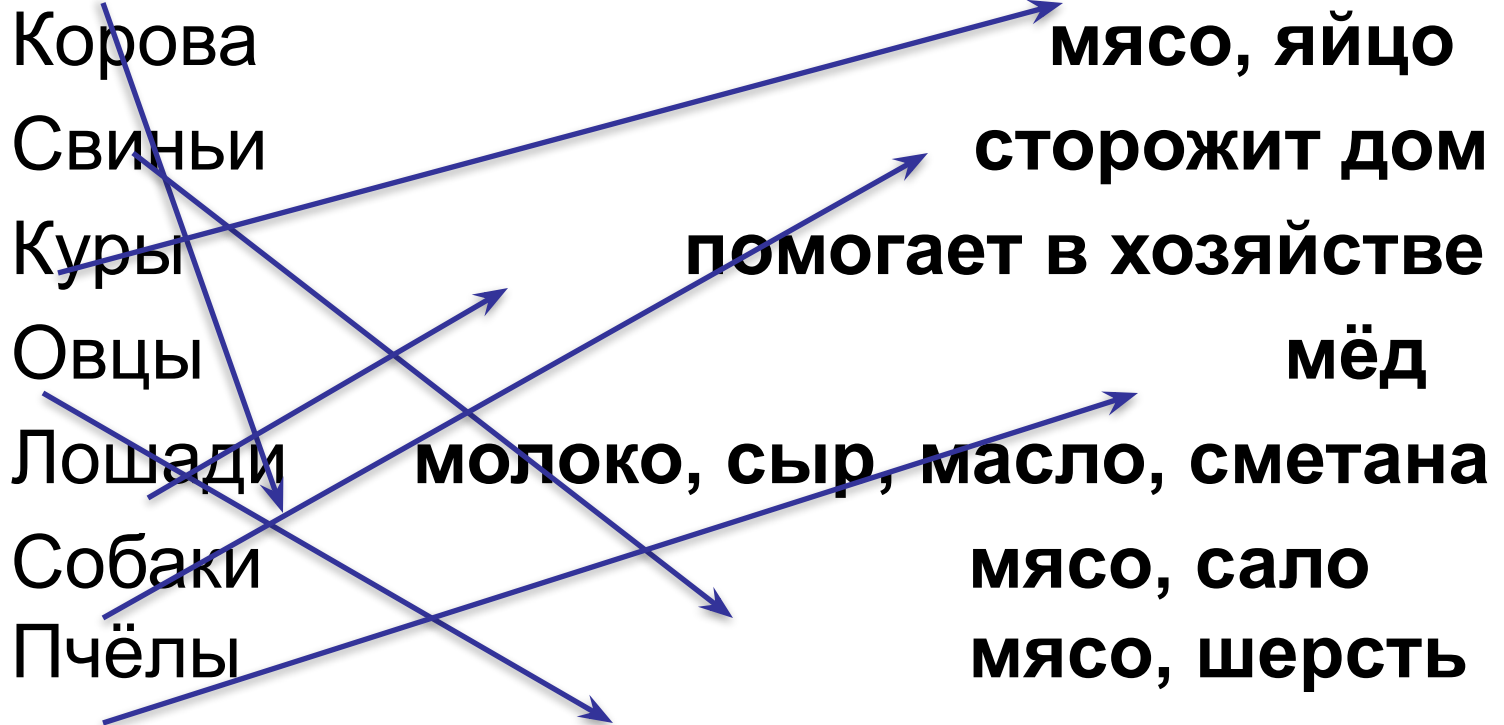 Корова мясо, яйцо
Свиньи сторожит дом
Куры помогает в хозяйстве
Овцы мёд
Лошади молоко, сыр, масло, сметана
Собаки мясо, сало
Пчёлы мясо, шерсть